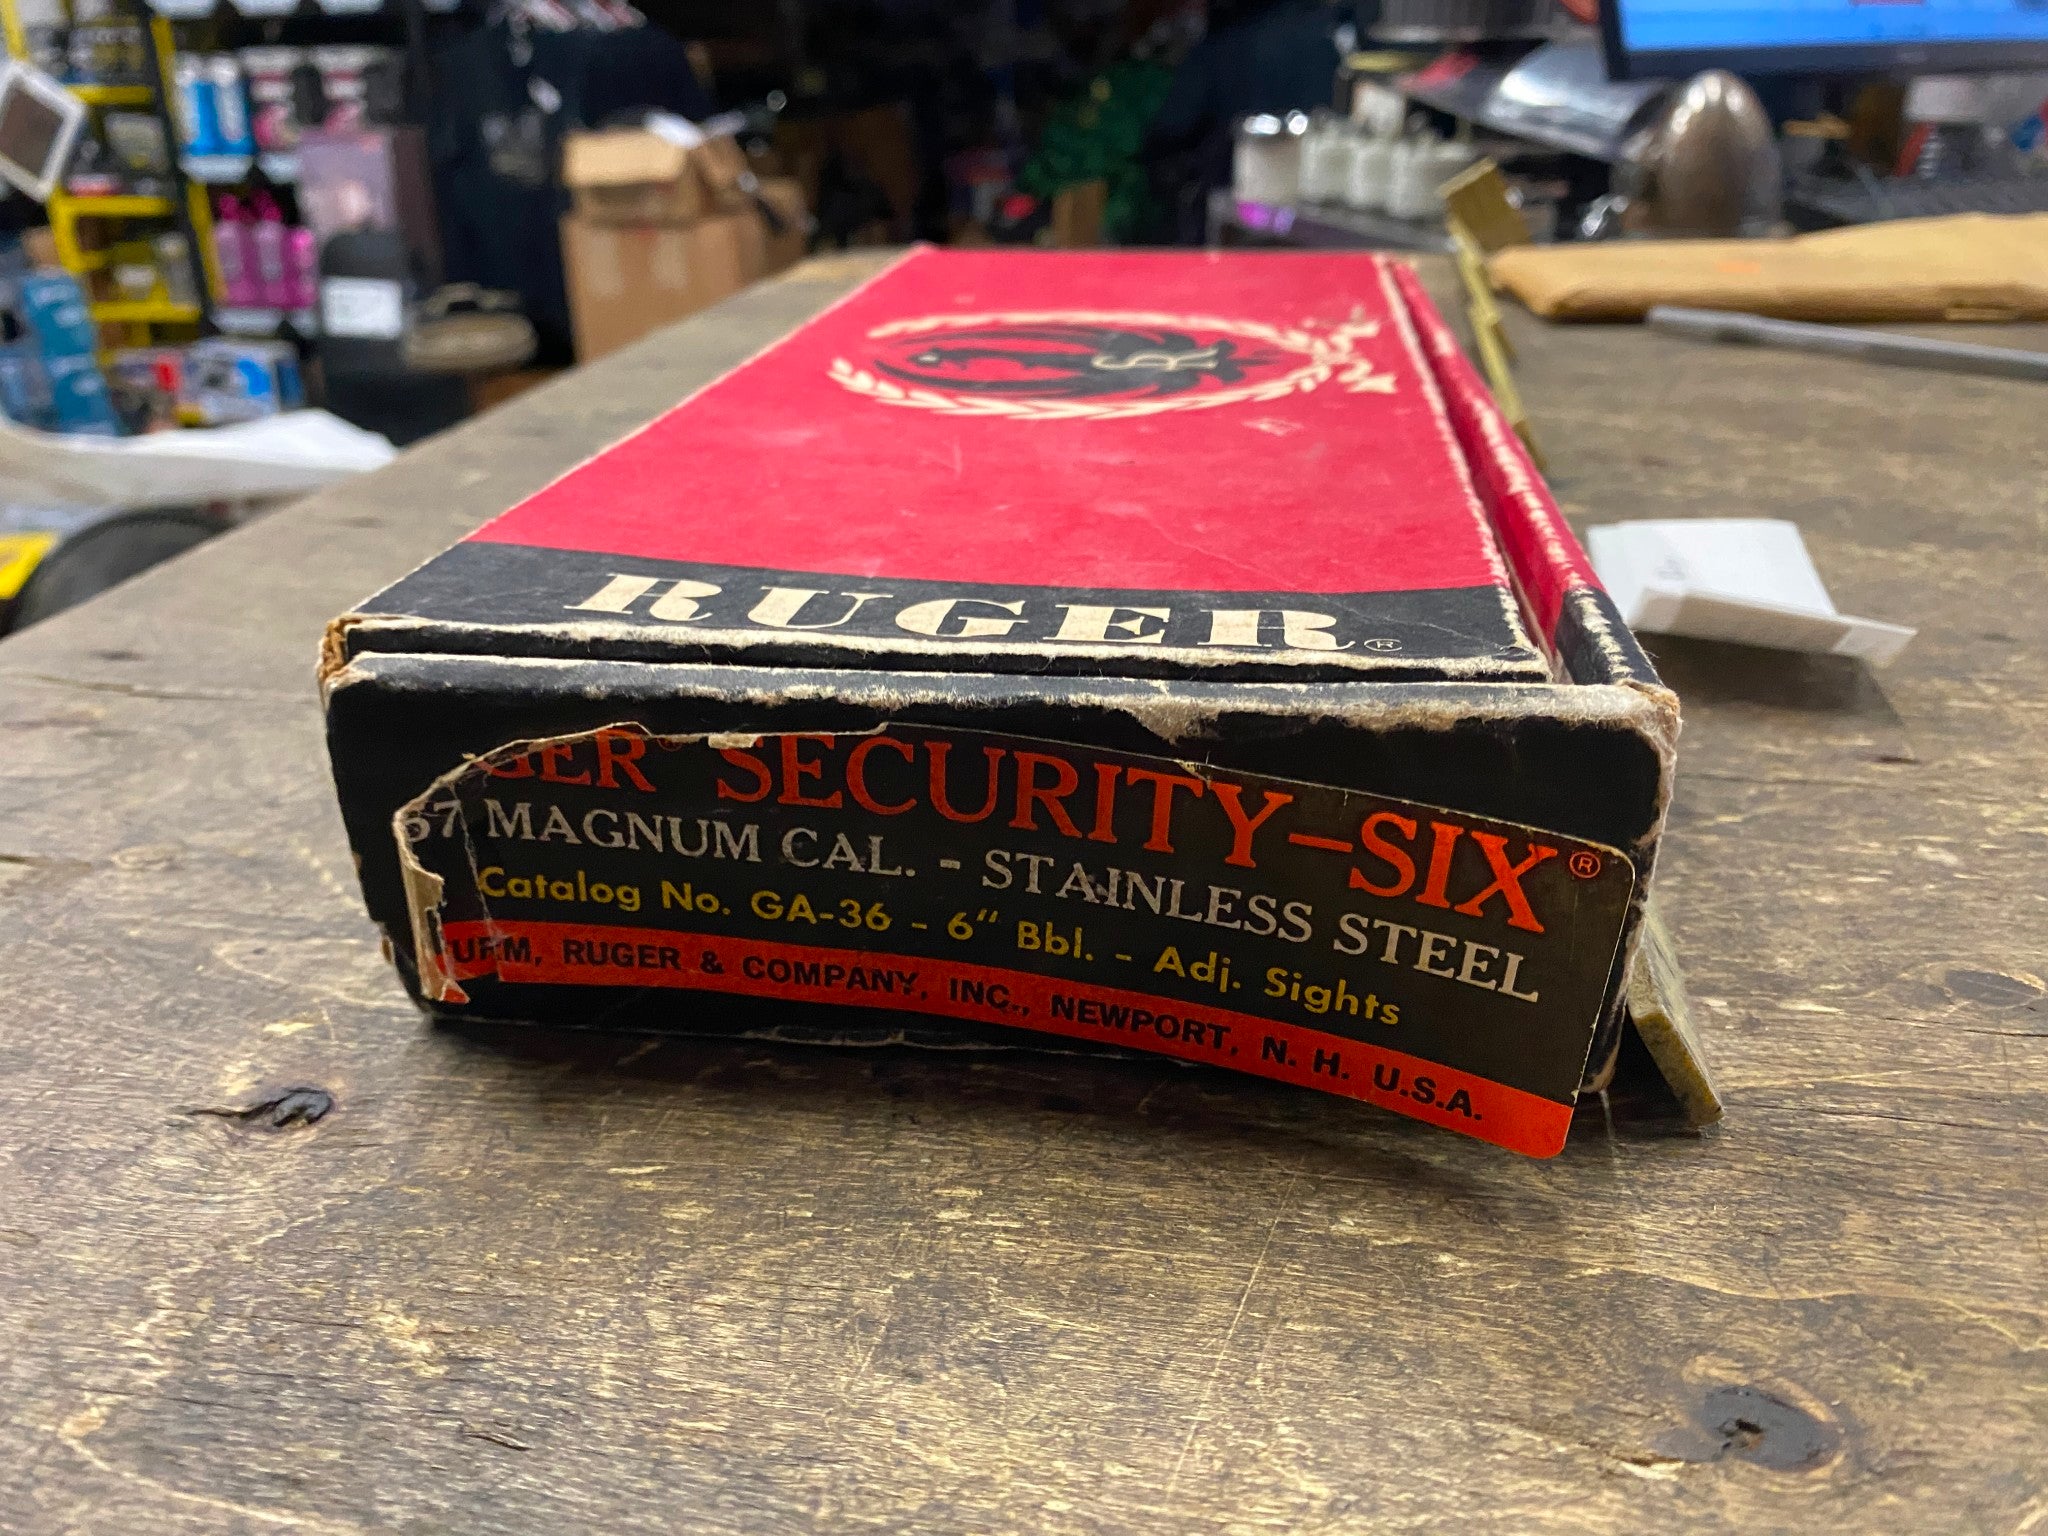 RUGER®
GER® SECURITY-SIX®
57 MAGNUM CAL. - STAINLESS STEEL
Catalog No. GA-36 - 6" Bbl. - Adj. Sights
URM, RUGER & COMPANY, INC., NEWPORT, N. H. U.S.A.